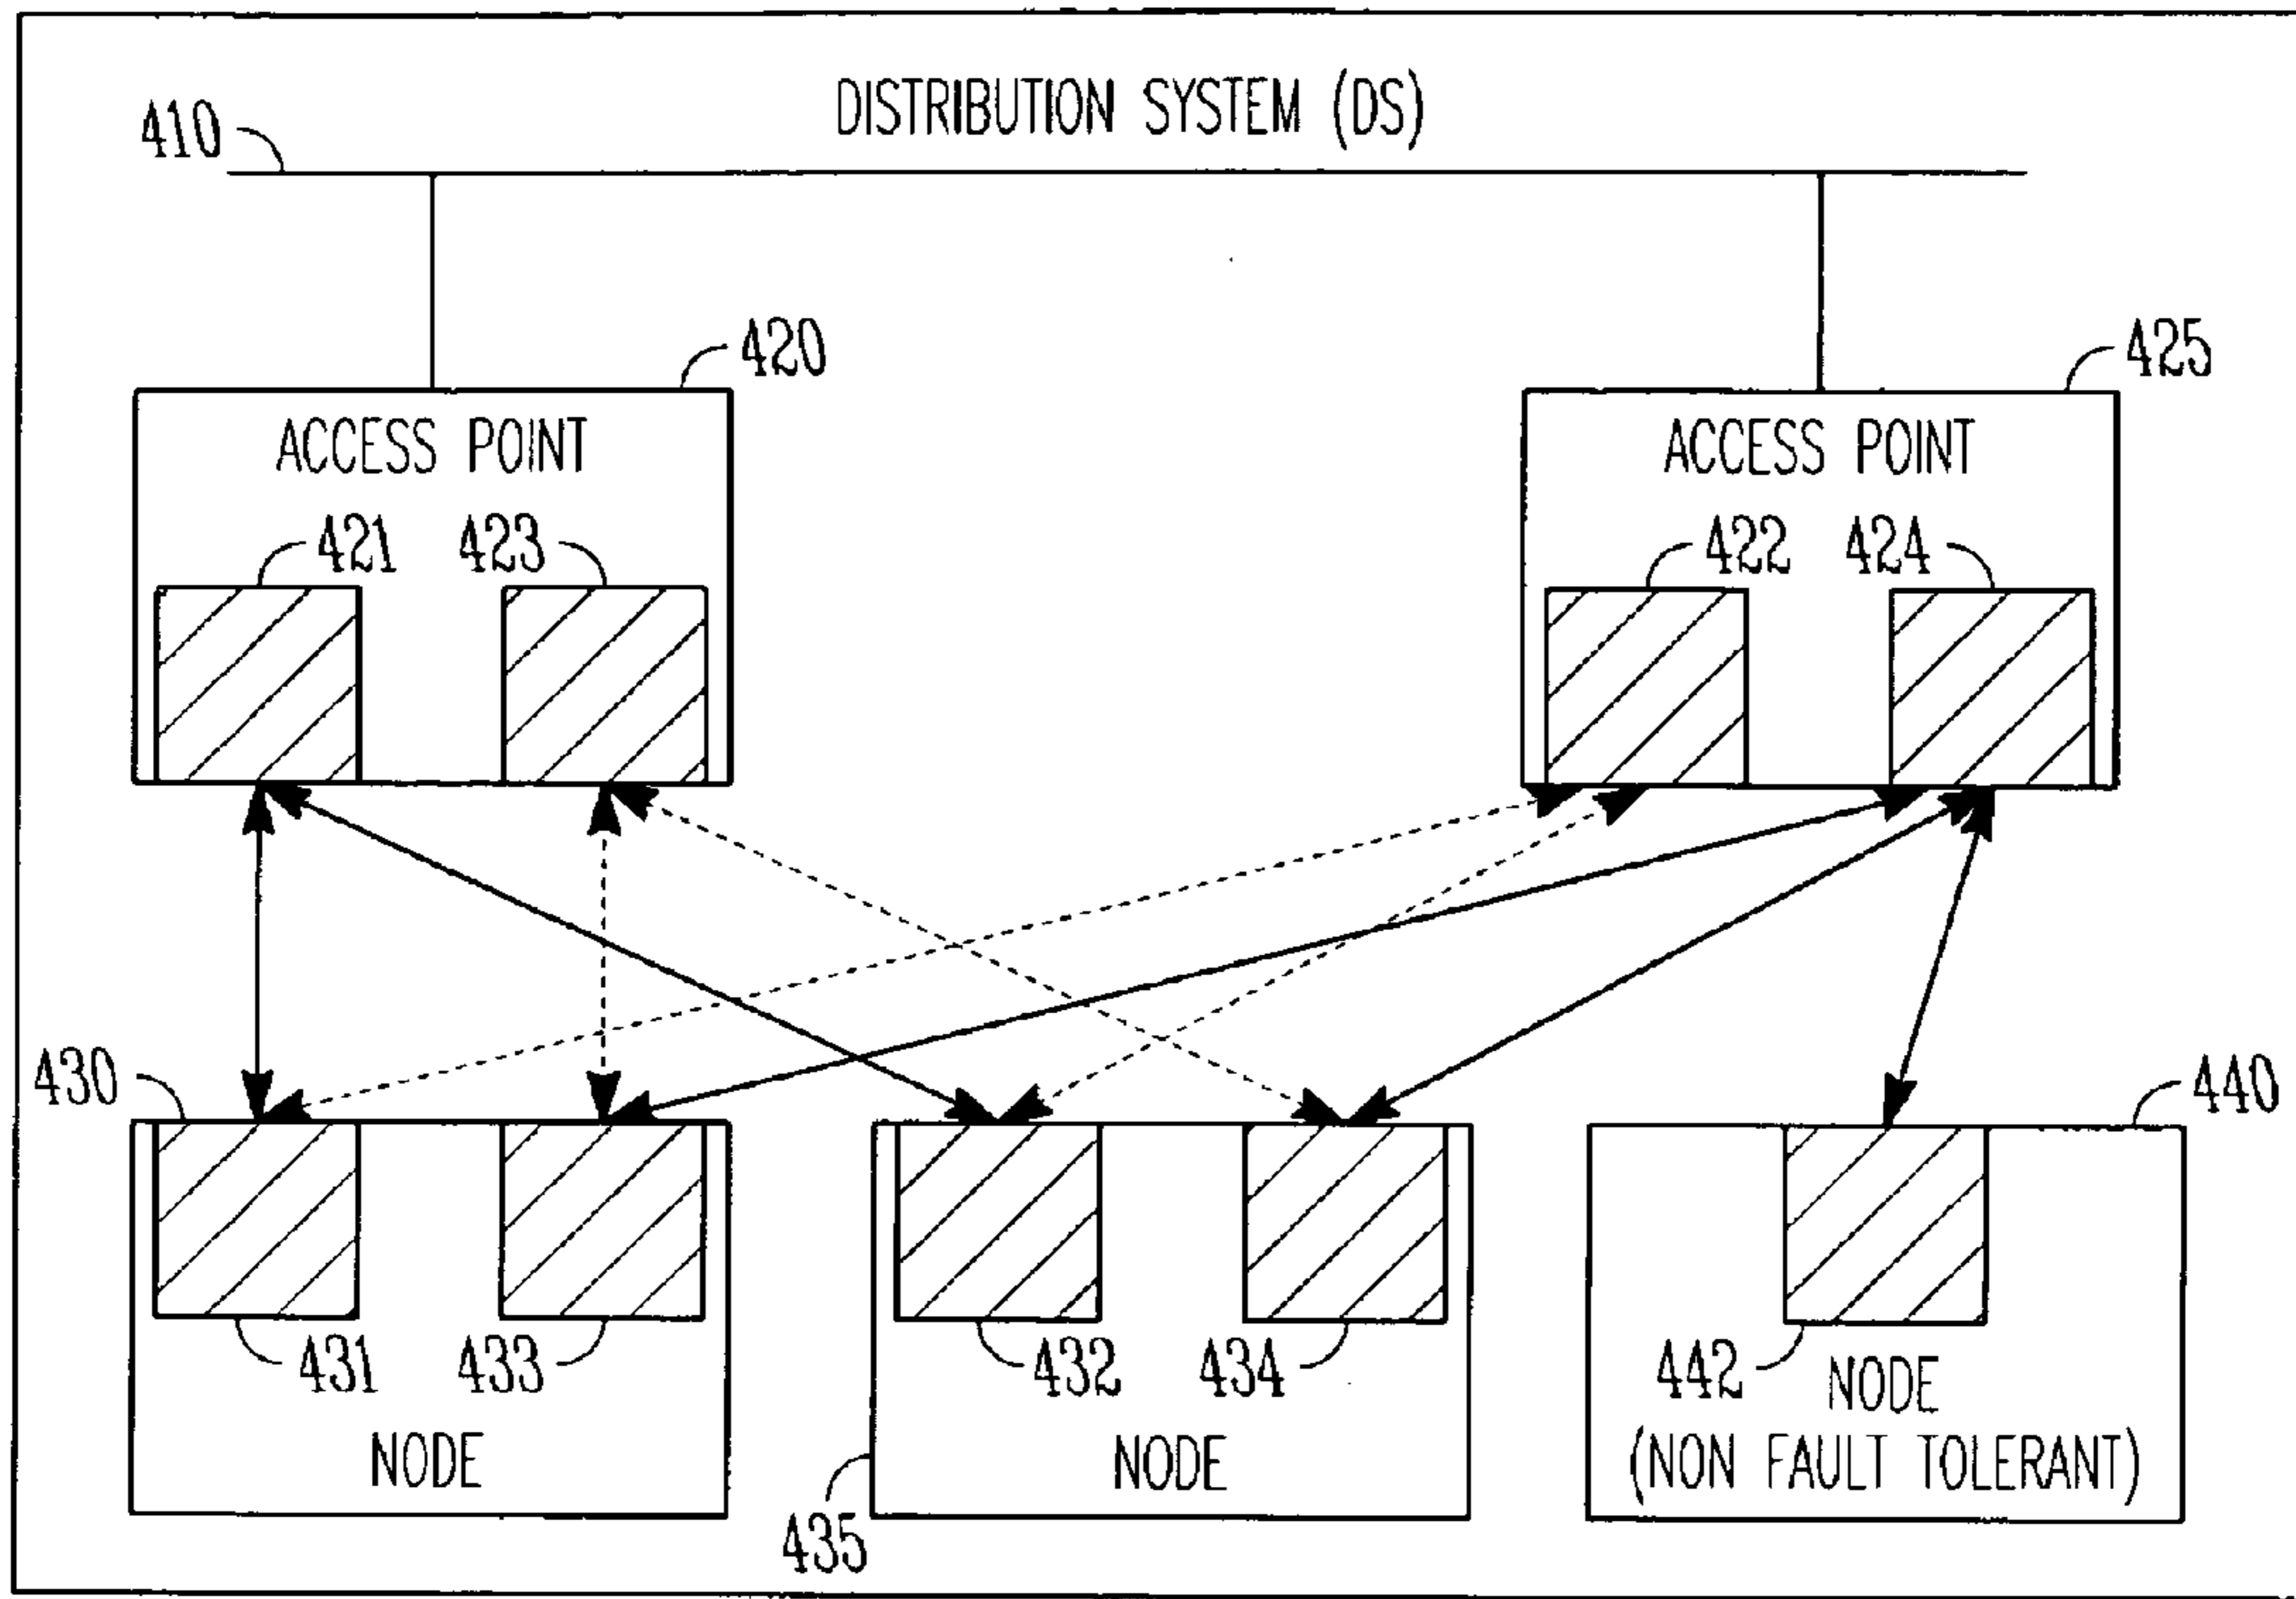 DISTRIBUTION SYSTEM (DS)
410
420
425
ACCESS POINT
ACCESS POINT
421
423
422
424
430
440
431
433
432
434
442
NODE
NODE
NODE
(NON FAULT TOLERANT)
435